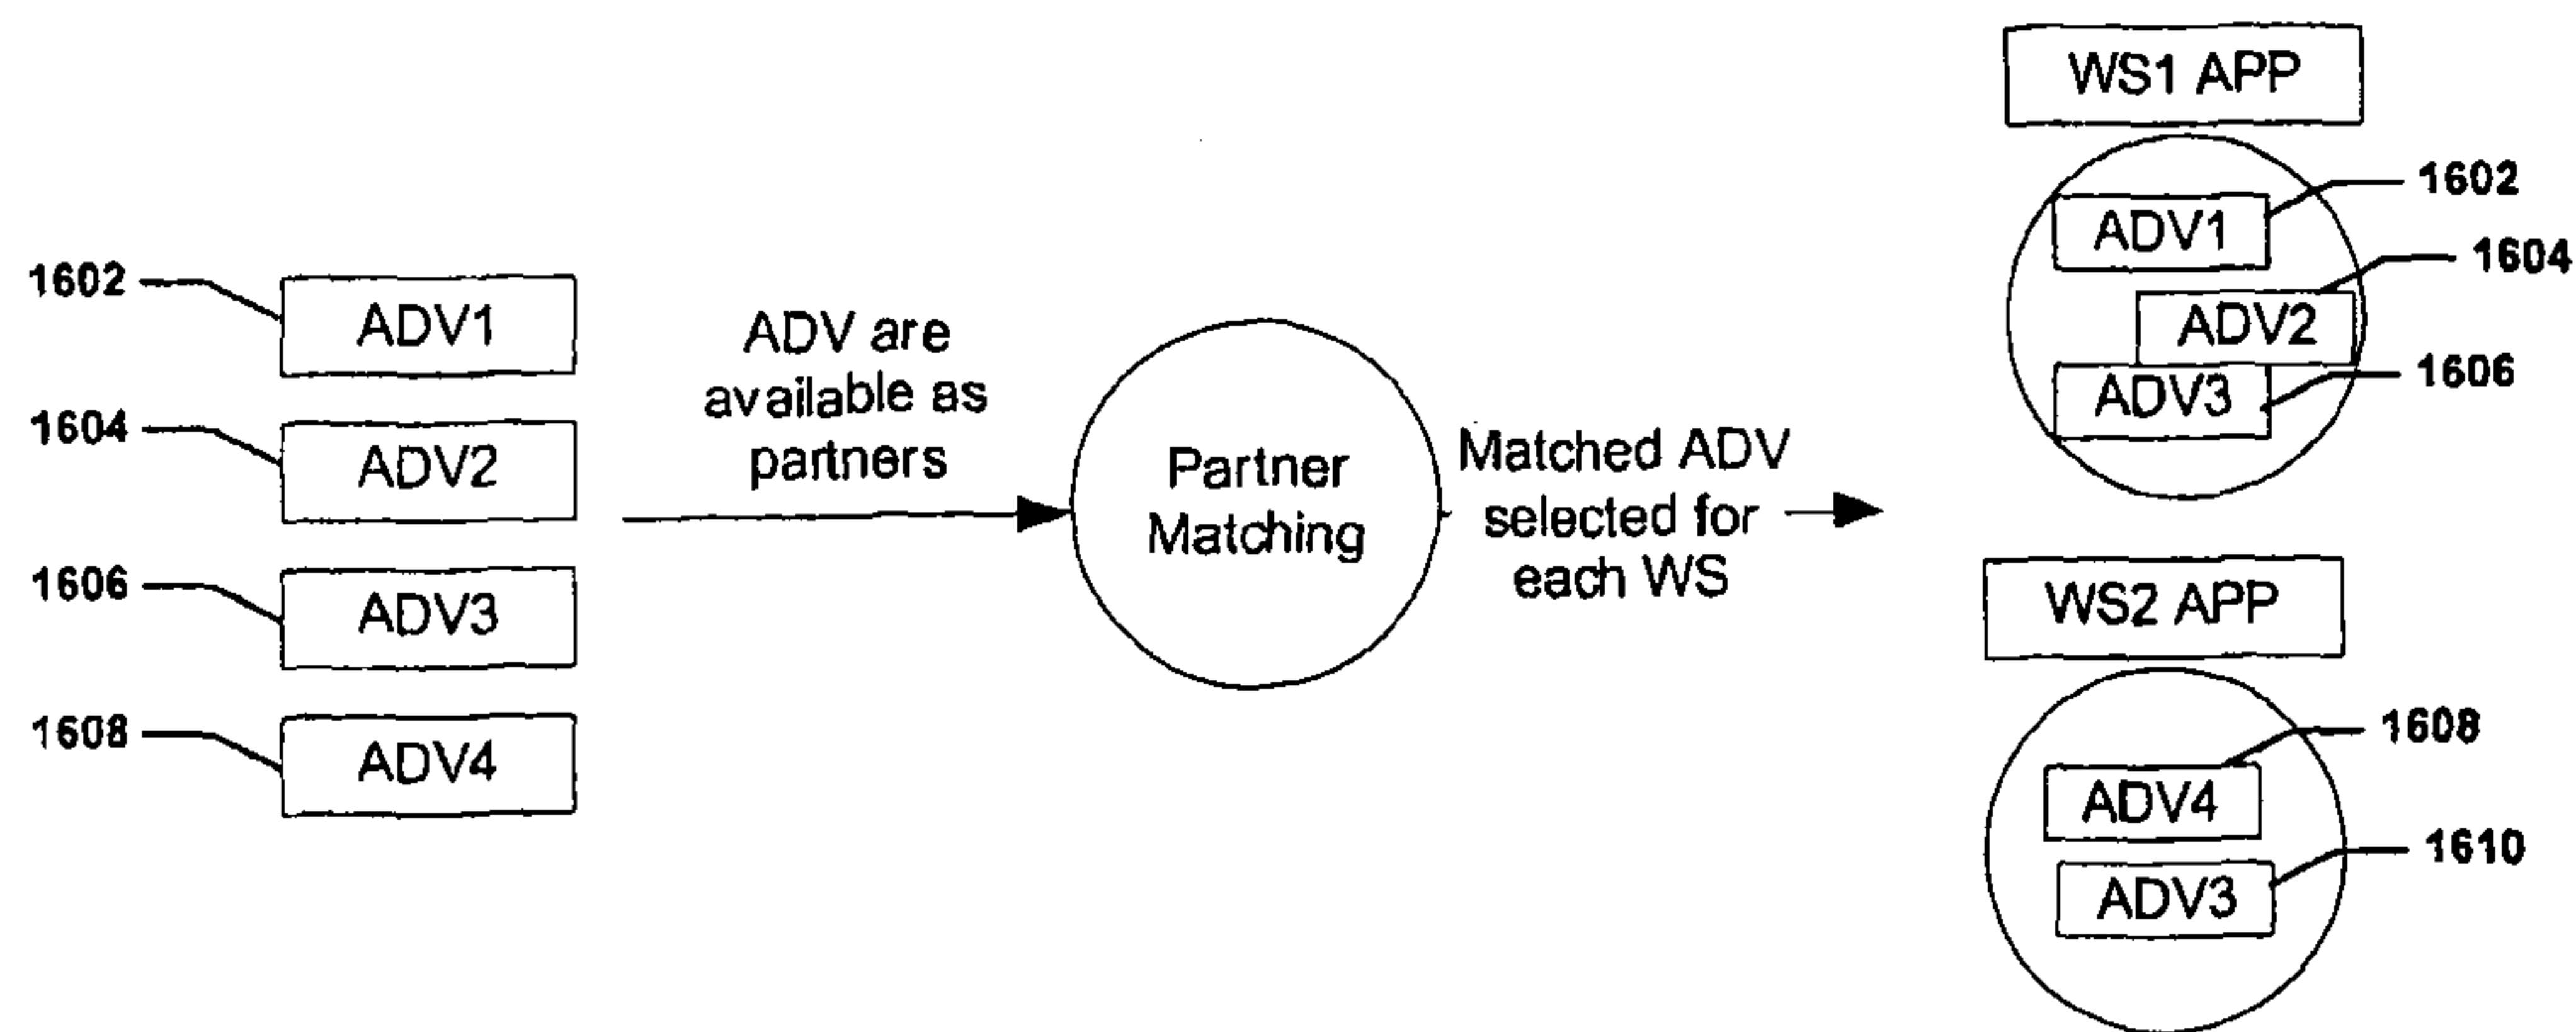 1602
ADV1
1604
ADV2
1606
ADV3
1608
ADV4
ADV are
available as
partners
Partner
Matching
Matched ADV
selected for
each WS
WS1 APP
ADV1
1602
ADV2
1604
ADV3
1606
WS2 APP
ADV4
1608
ADV3
1610